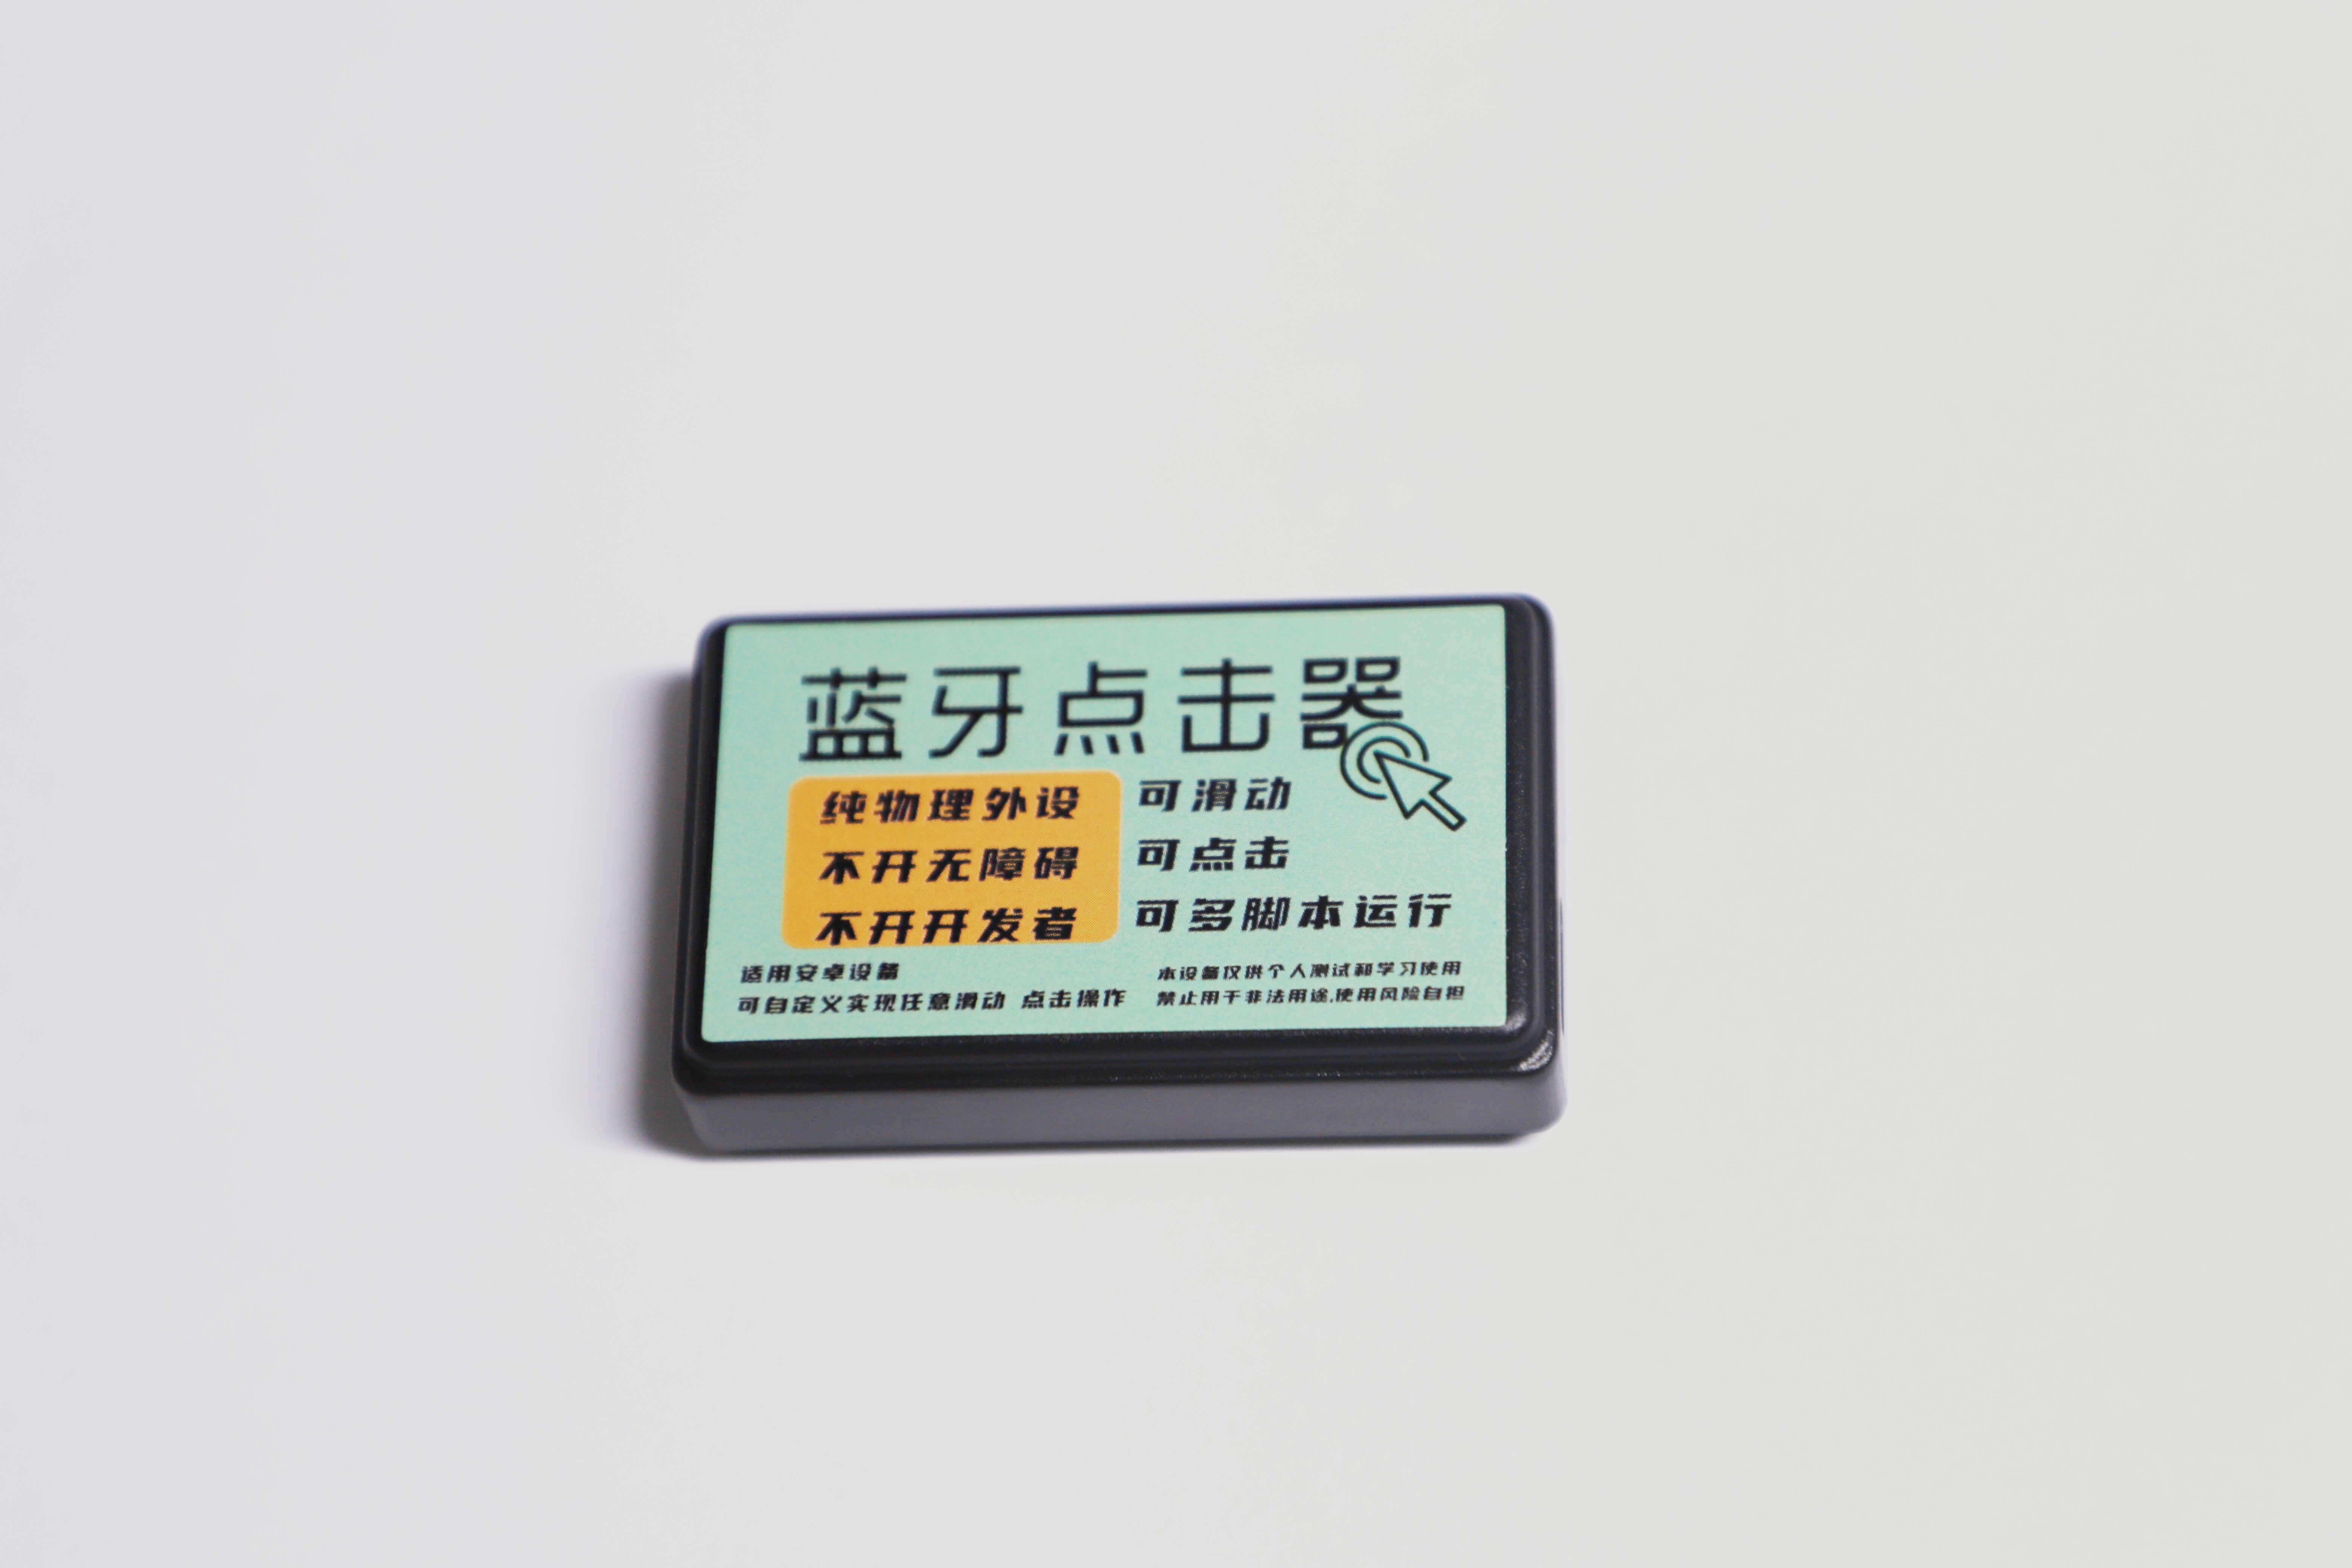 蓝牙点击器
纯物理外设
不开无障碍
不开开发者
可滑动
可点击
可多脚本运行
适用安卓设备
可自定义实现任意滑动 点击操作
本设备仅供个人测试和学习使用
禁止用于非法用途,使用风险自担